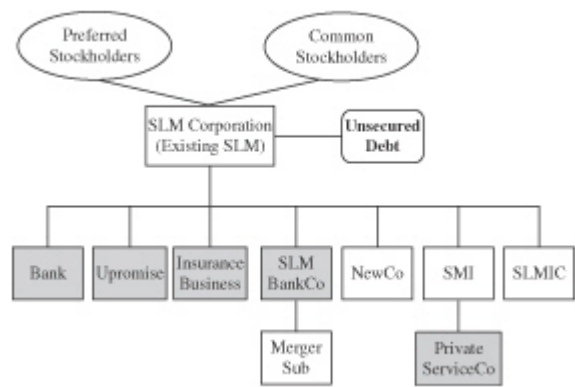 Preferred
Stockholders
Common
Stockholders
SLM Corporation
(Existing SLM)
Unsecured
Debt
Bank
Upromise
Insurance
Business
SLM
BankCo
NewCo
SMI
SLMIC
Merger
Sub
Private
ServiceCo